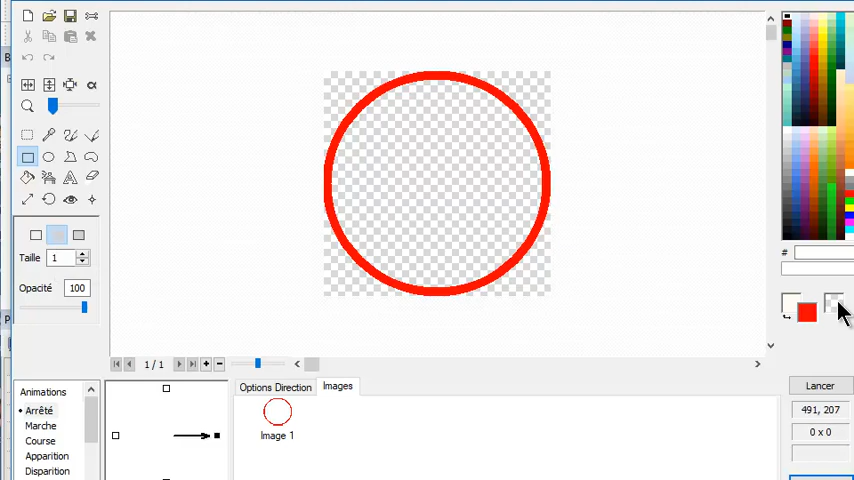 α
Taille 1
Opacité 100
#
1 / 1
Animations
Options Direction
Images
Lancer
Arrêté
Marche
Course
Apparition
Disparition
Image 1
491, 207
0 x 0